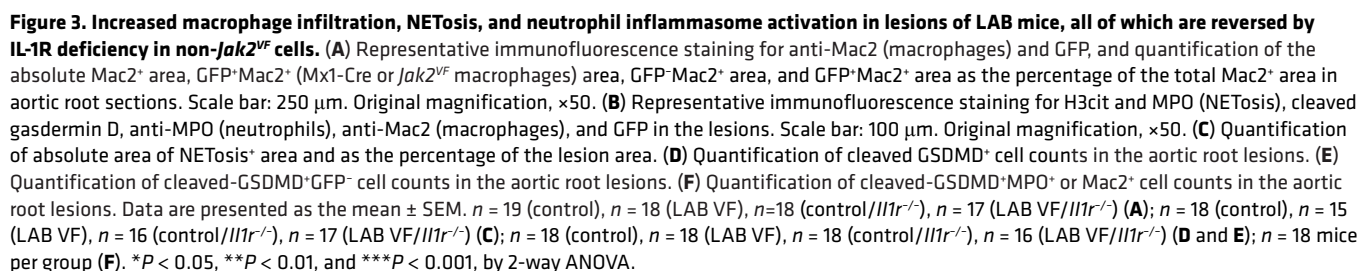 Figure 3. Increased macrophage infiltration, NETosis, and neutrophil inflammasome activation in lesions of LAB mice, all of which are reversed by
IL-1R deficiency in non-Jak2ⱽᶠ cells. (A) Representative immunofluorescence staining for anti-Mac2 (macrophages) and GFP, and quantification of the
absolute Mac2⁺ area, GFP⁺Mac2⁺ (Mx1-Cre or Jak2ⱽᶠ macrophages) area, GFP⁻Mac2⁺ area, and GFP⁺Mac2⁺ area as the percentage of the total Mac2⁺ area in
aortic root sections. Scale bar: 250 μm. Original magnification, ×50. (B) Representative immunofluorescence staining for H3cit and MPO (NETosis), cleaved
gasdermin D, anti-MPO (neutrophils), anti-Mac2 (macrophages), and GFP in the lesions. Scale bar: 100 μm. Original magnification, ×50. (C) Quantification
of absolute area of NETosis⁺ area and as the percentage of the lesion area. (D) Quantification of cleaved GSDMD⁺ cell counts in the aortic root lesions. (E)
Quantification of cleaved-GSDMD⁺GFP⁻ cell counts in the aortic root lesions. (F) Quantification of cleaved-GSDMD⁺MPO⁺ or Mac2⁺ cell counts in the aortic
root lesions. Data are presented as the mean ± SEM. n = 19 (control), n = 18 (LAB VF), n=18 (control/Il1r⁻/⁻), n = 17 (LAB VF/Il1r⁻/⁻) (A); n = 18 (control), n = 15
(LAB VF), n = 16 (control/Il1r⁻/⁻), n = 17 (LAB VF/Il1r⁻/⁻) (C); n = 18 (control), n = 18 (LAB VF), n = 18 (control/Il1r⁻/⁻), n = 16 (LAB VF/Il1r⁻/⁻) (D and E); n = 18 mice
per group (F). *P < 0.05, **P < 0.01, and ***P < 0.001, by 2-way ANOVA.